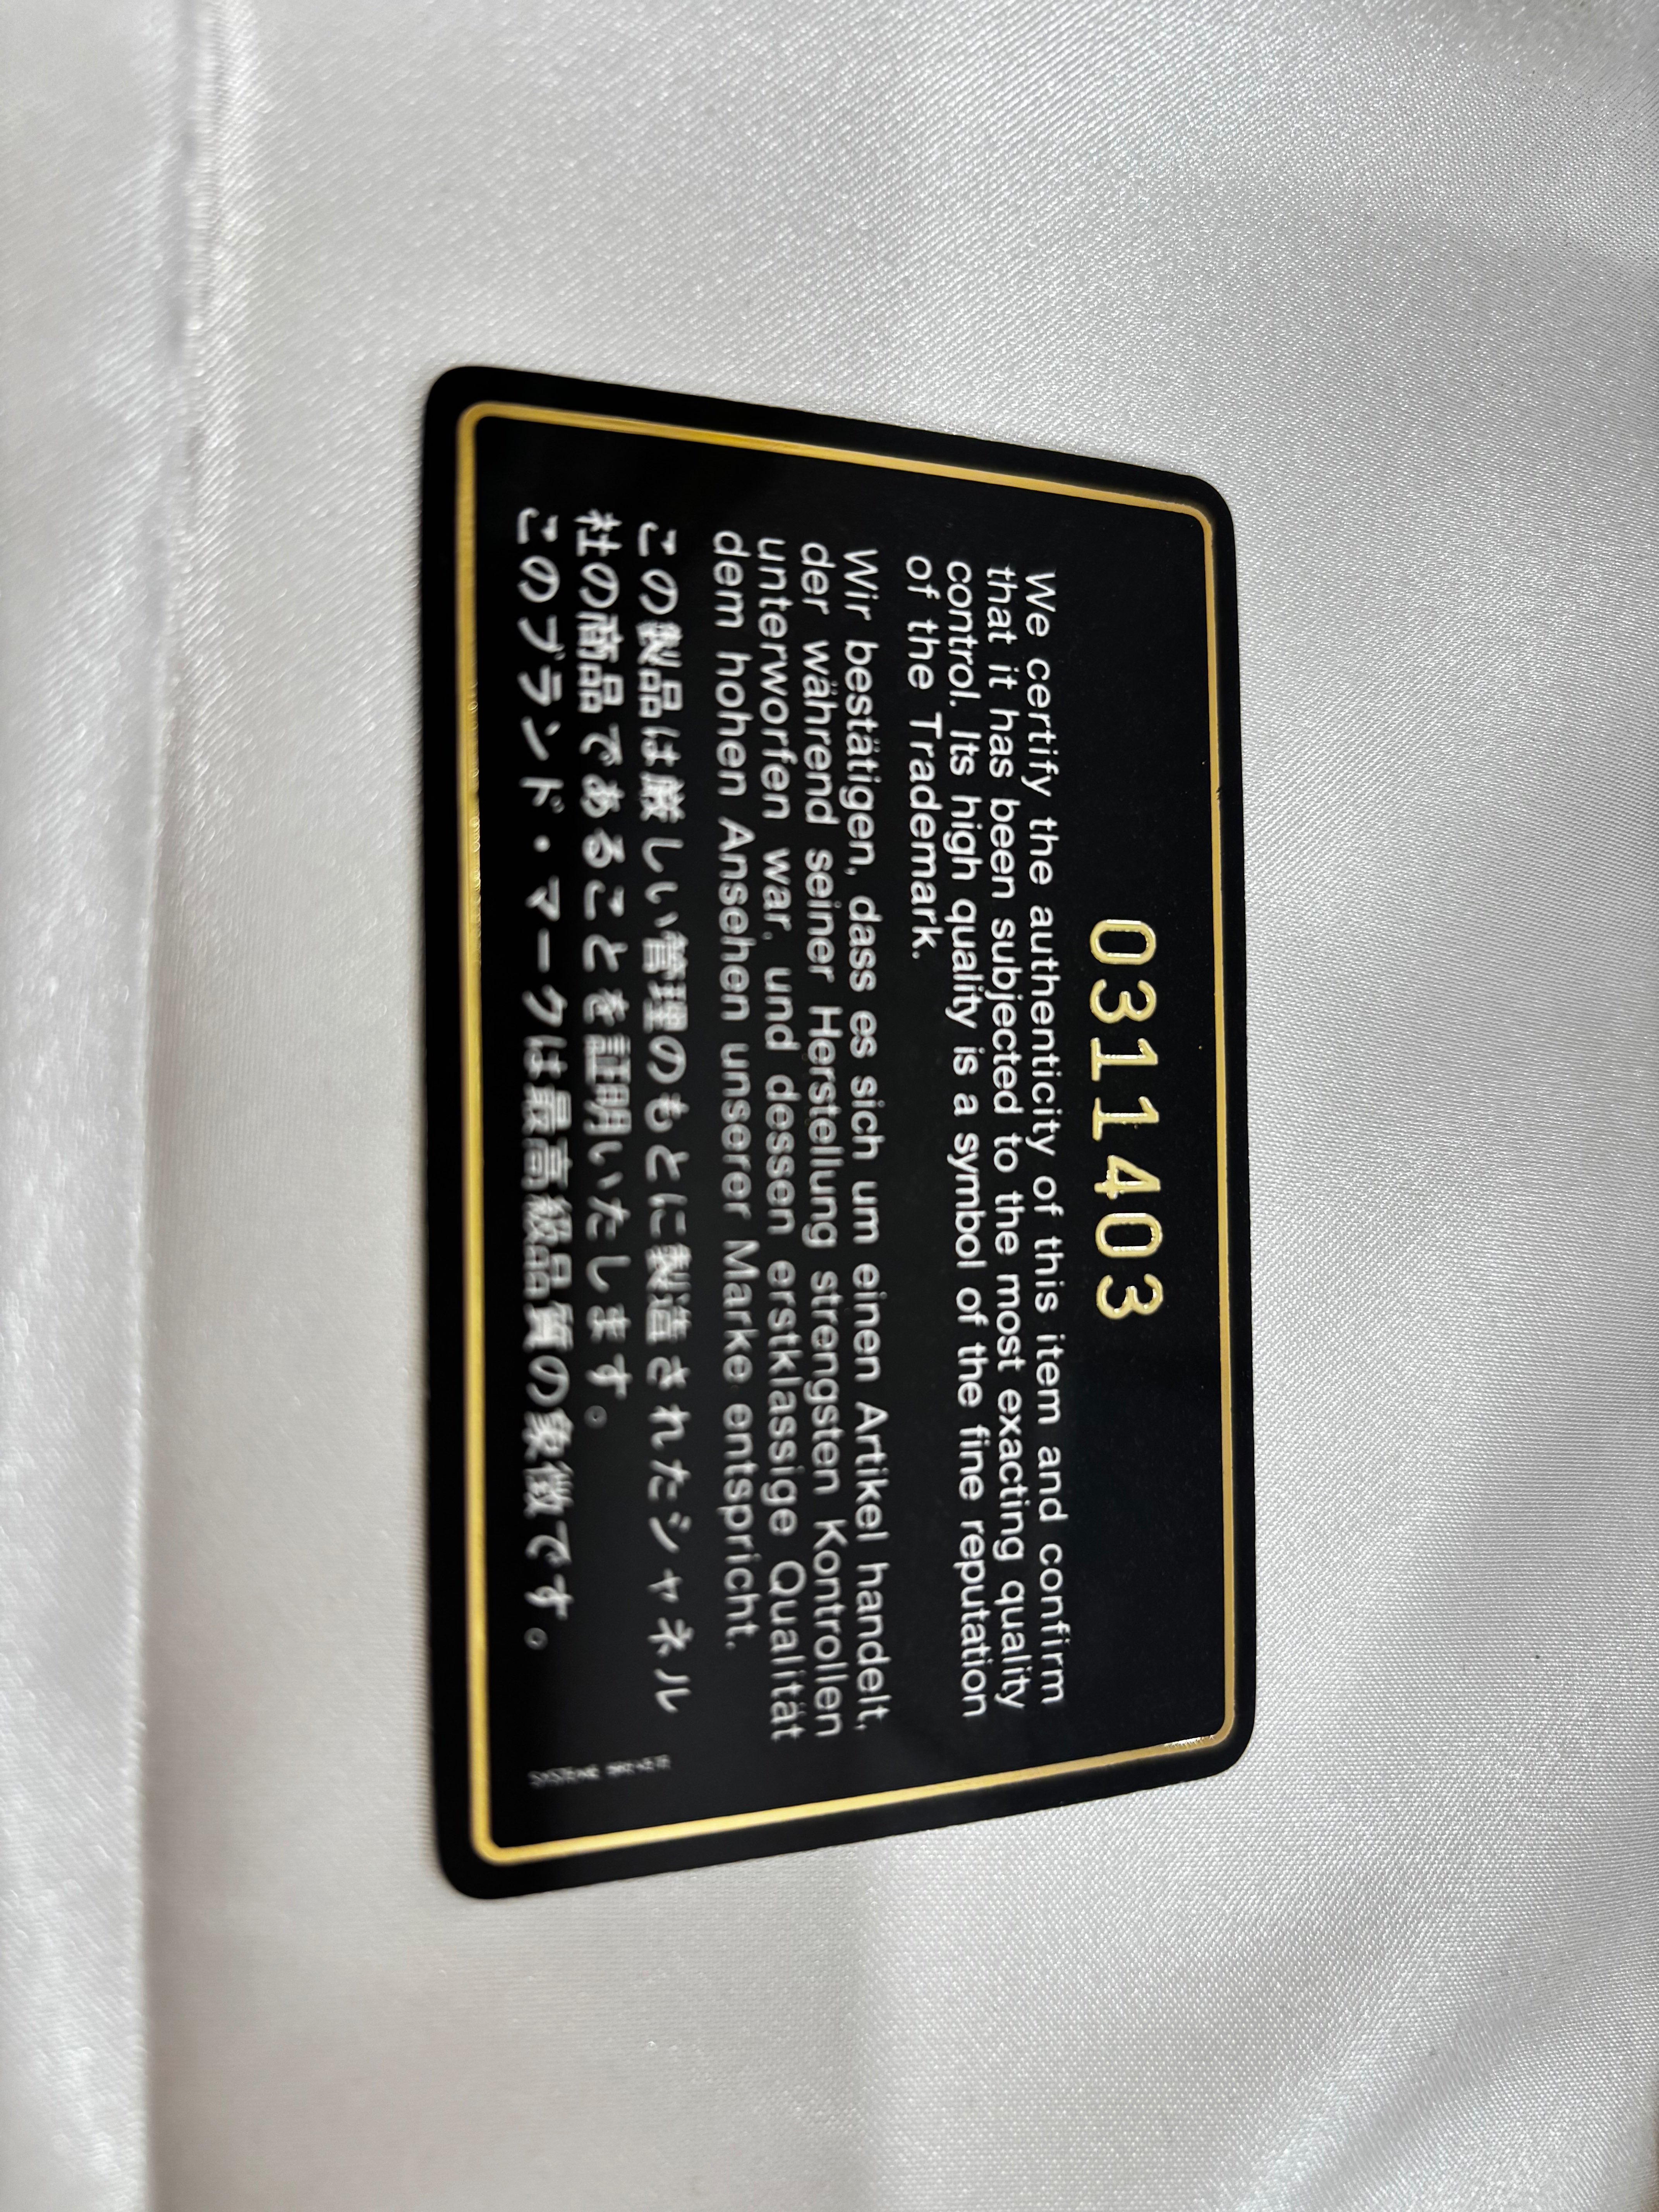 0311403
We certify the authenticity of this item and confirm
that it has been subjected to the most exacting quality
control. Its high quality is a symbol of the fine reputation
of the Trademark.
Wir bestätigen, dass es sich um einen Artikel handelt,
der während seiner Herstellung strengsten Kontrollen
unterworfen war, und dessen erstklassige Qualität
dem hohen Ansehen unserer Marke entspricht.
この製品は厳しい管理のもとに製造されたシャネル
社の商品であることを証明いたします。
このブランド・マークは最高級品質の象徴です。
SYSTEME BREVETE